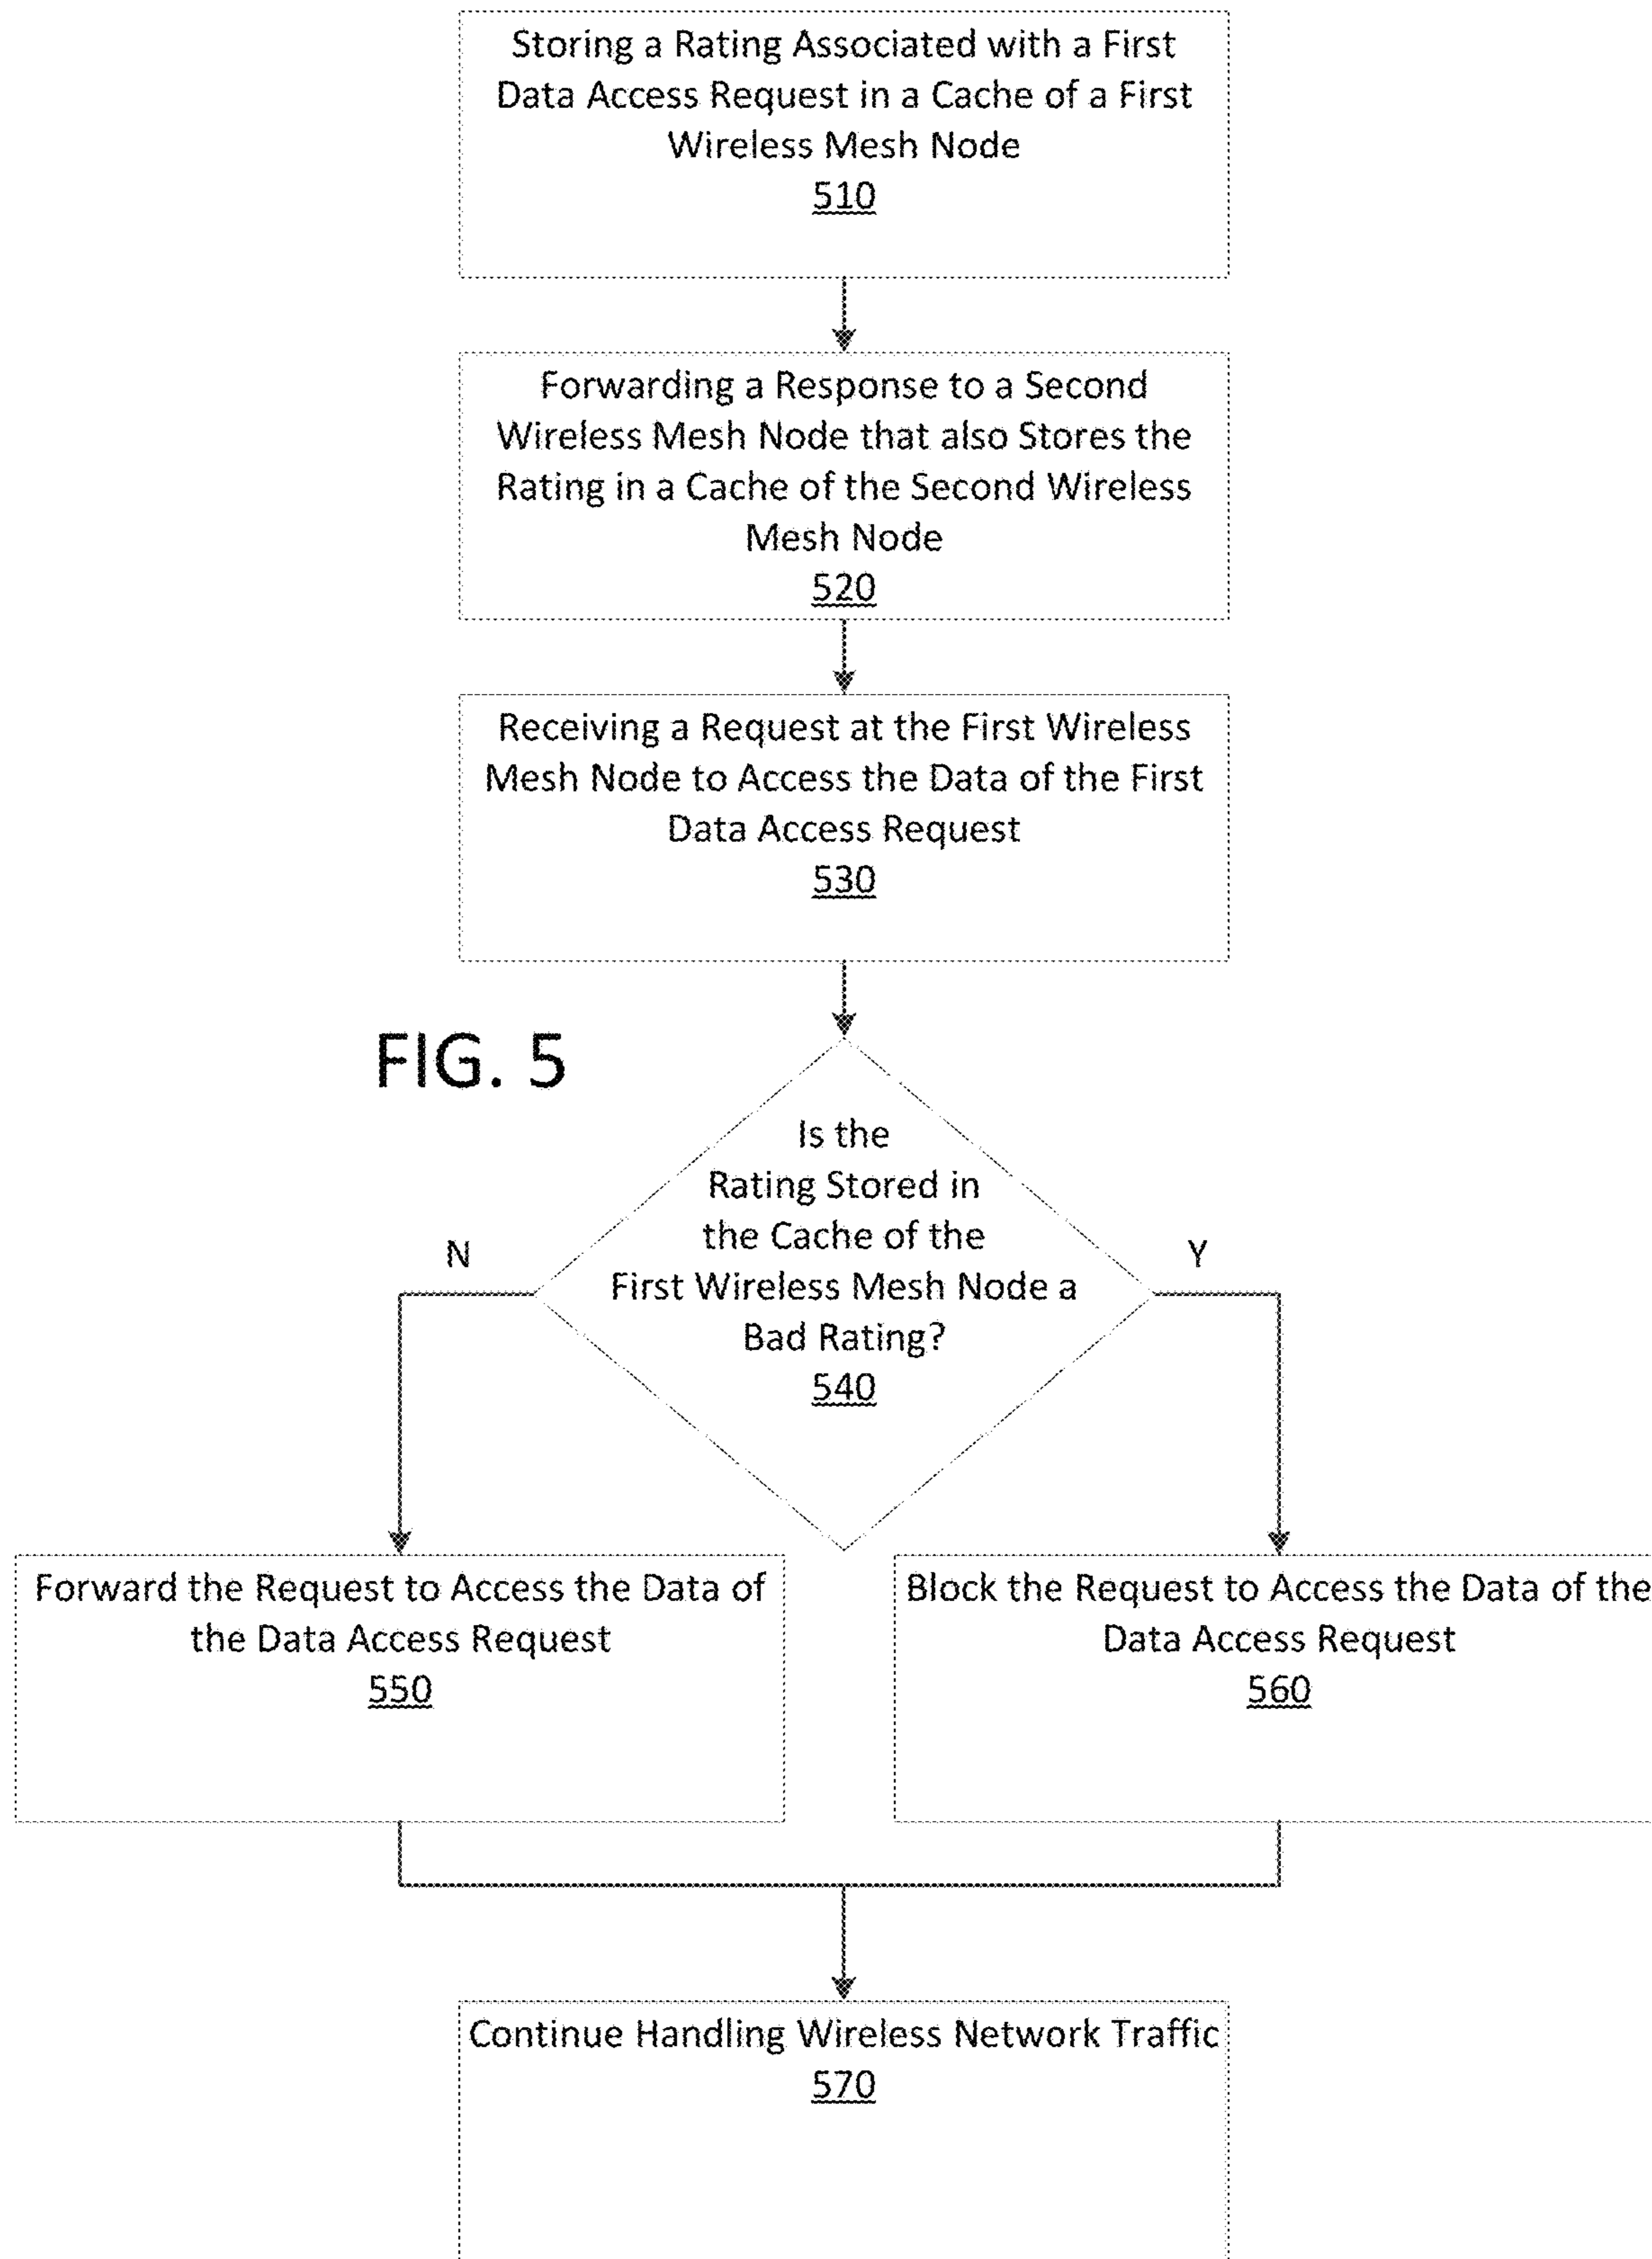 Storing a Rating Associated with a First
Data Access Request in a Cache of a First
Wireless Mesh Node
510
Forwarding a Response to a Second
Wireless Mesh Node that also Stores the
Rating in a Cache of the Second Wireless
Mesh Node
520
Receiving a Request at the First Wireless
Mesh Node to Access the Data of the First
Data Access Request
530
FIG. 5
Is the
Rating Stored in
the Cache of the
First Wireless Mesh Node a
Bad Rating?
540
N
Y
Forward the Request to Access the Data of
the Data Access Request
550
Block the Request to Access the Data of the
Data Access Request
560
Continue Handling Wireless Network Traffic
570